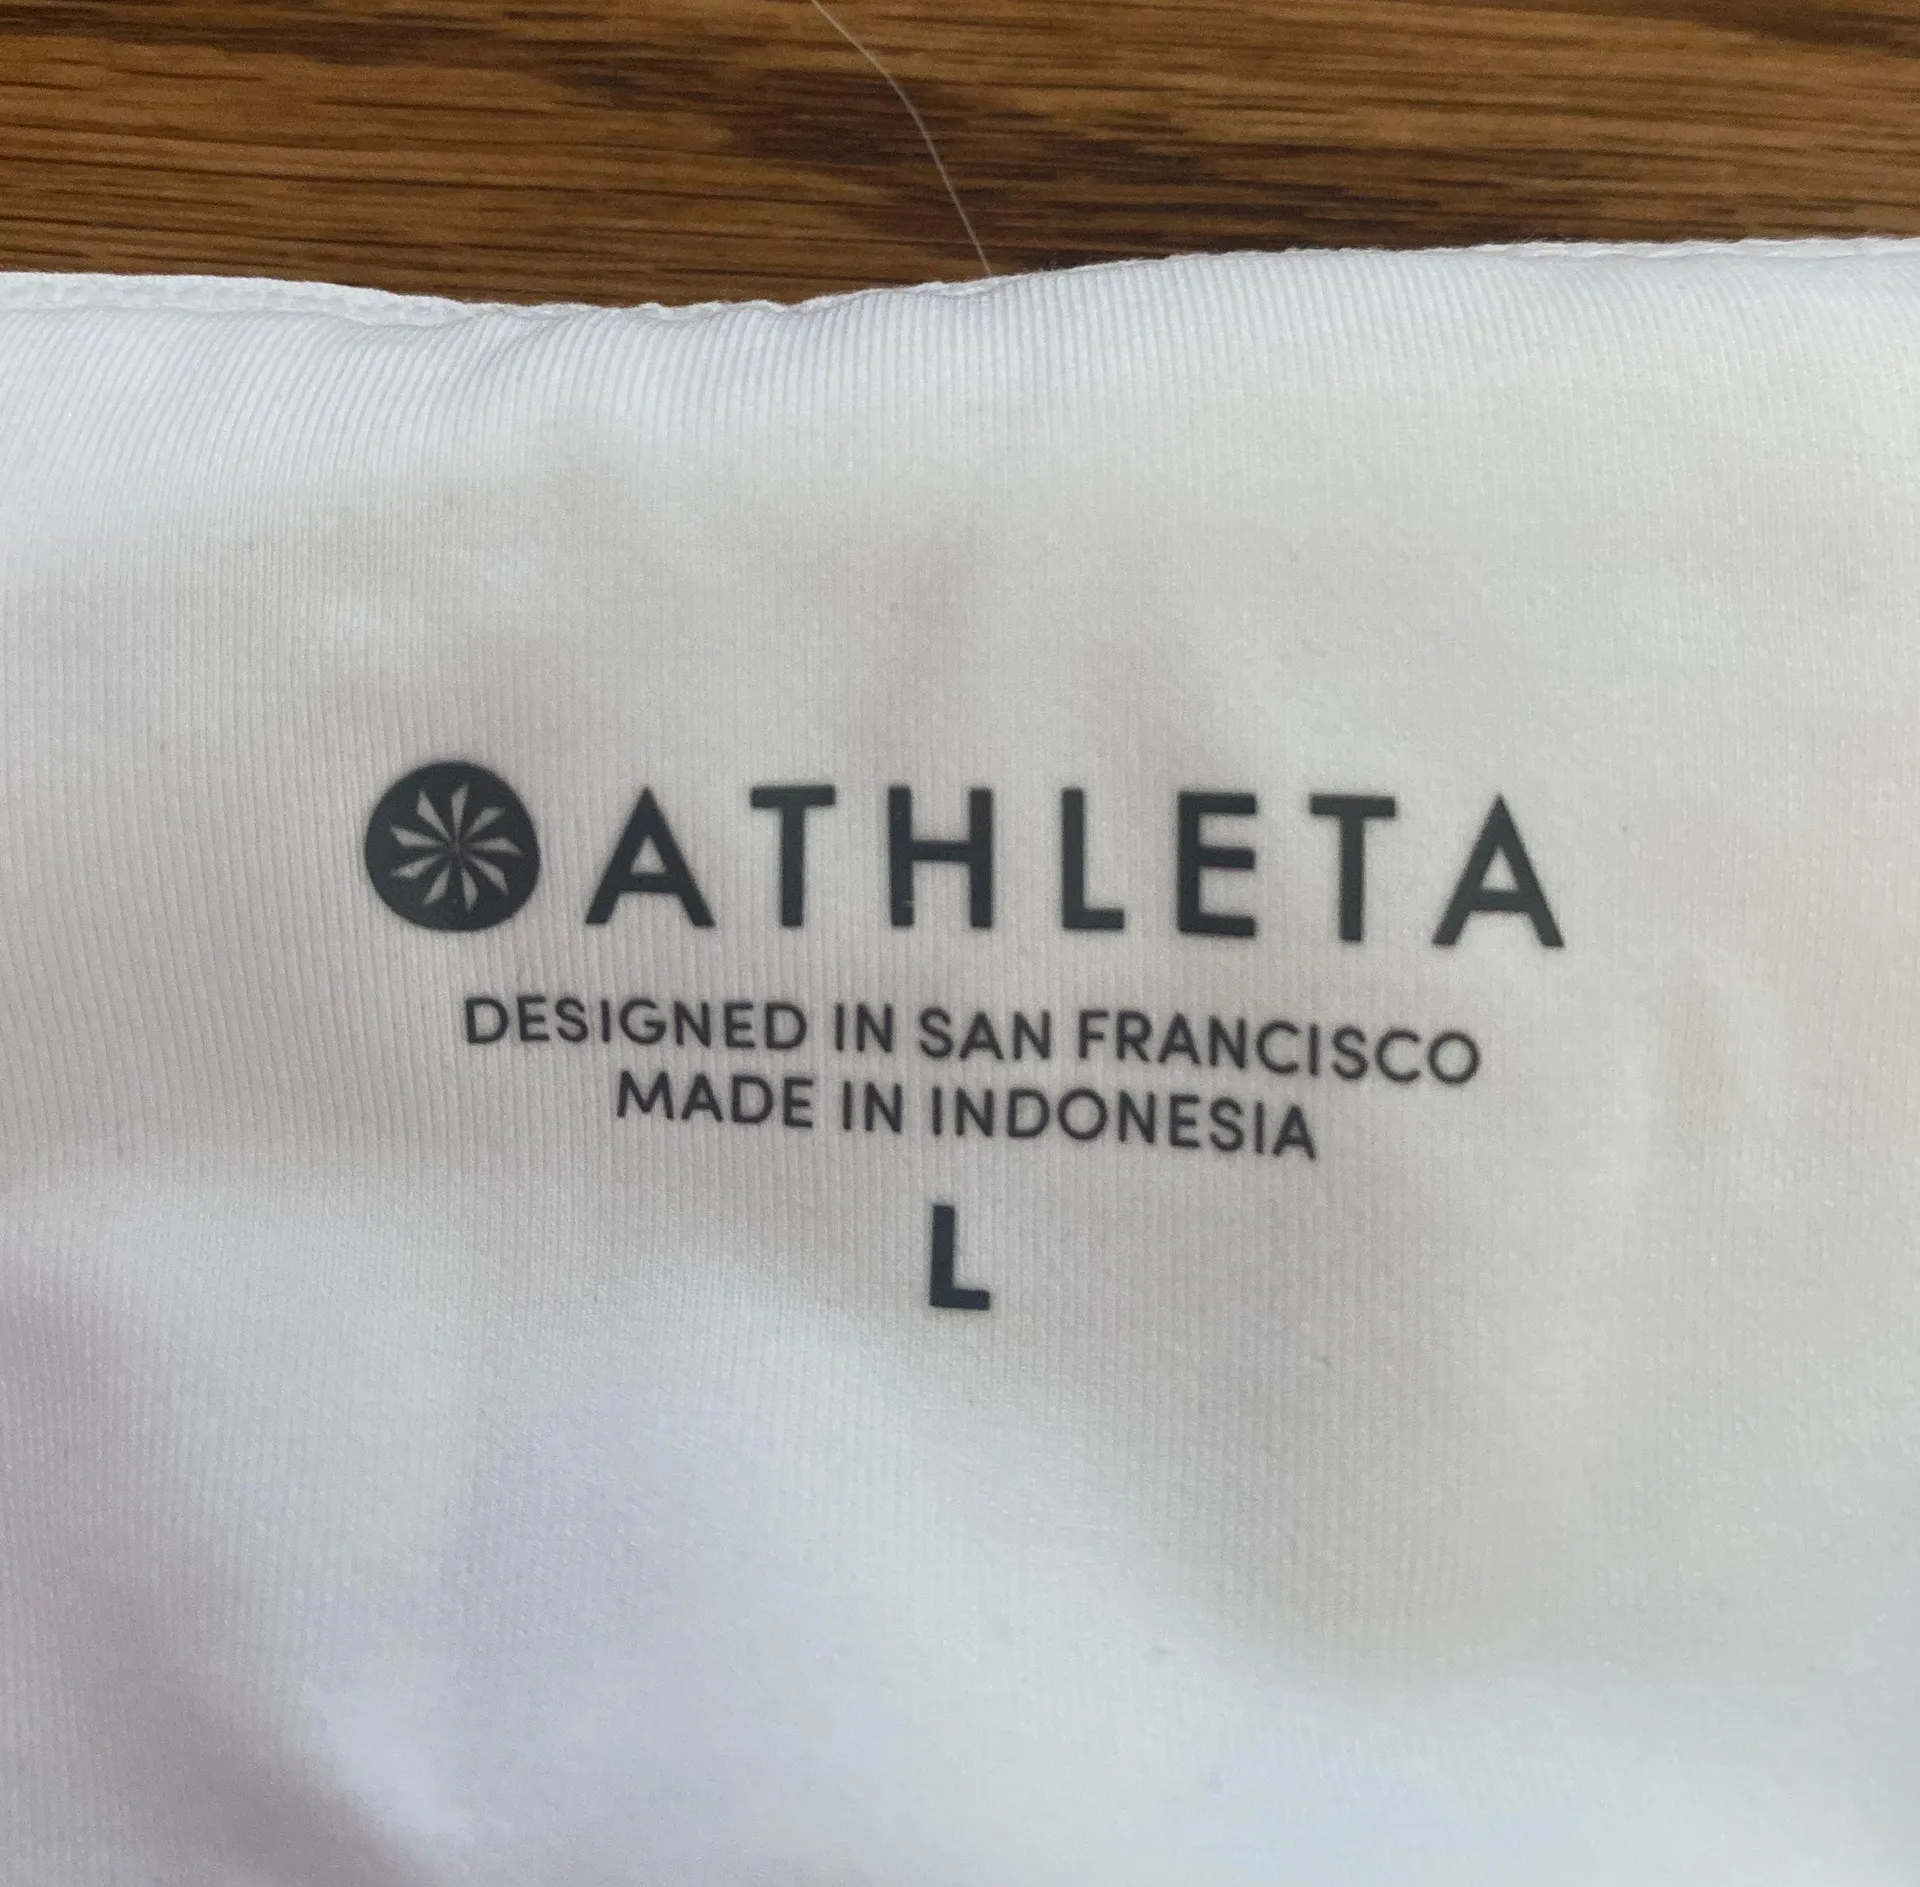 ATHLETA
DESIGNED IN SAN FRANCISCO
MADE IN INDONESIA
L